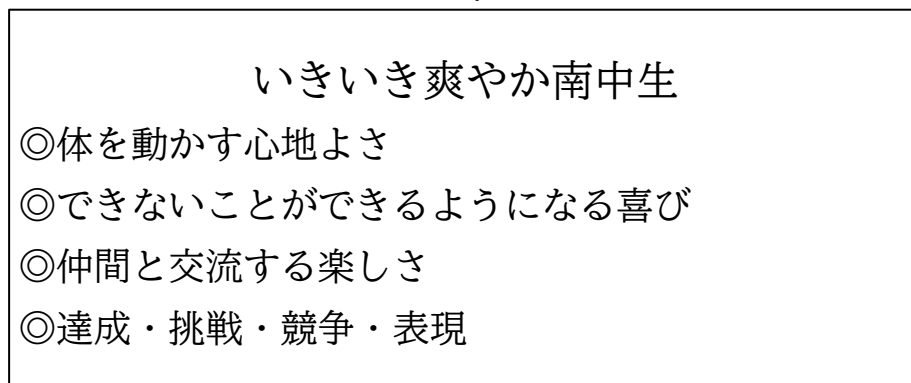 いきいき爽やか南中生
◎体を動かす心地よさ
◎できないことができるようになる喜び
◎仲間と交流する楽しさ
◎達成・挑戦・競争・表現